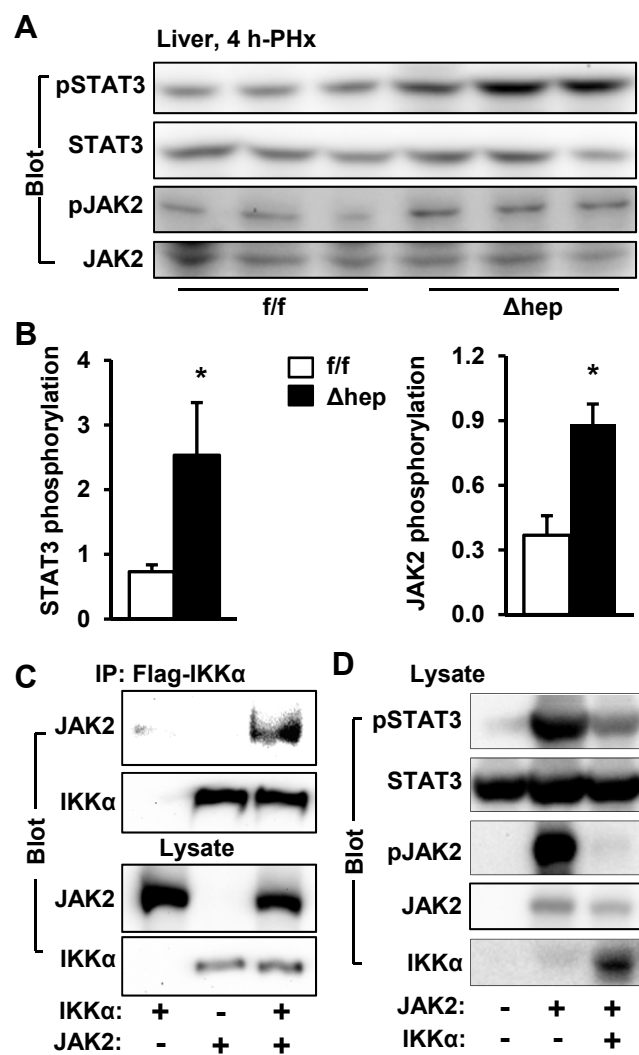 A
Liver, 4 h-PHx
Blot
pSTAT3
STAT3
pJAK2
JAK2
f/f Δhep
B
STAT3 phosphorylation
4
3
2
1
0
*
f/f
Δhep
JAK2 phosphorylation
1.2
0.9
0.6
0.3
0.0
*
C
IP: Flag-IKKα
Blot
JAK2
IKKα
Lysate
JAK2
IKKα
IKKα: + - +
JAK2: - + +
D
Lysate
Blot
pSTAT3
STAT3
pJAK2
JAK2
IKKα
JAK2: - + +
IKKα: - - +